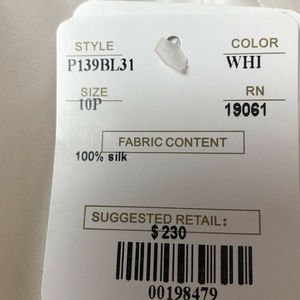 STYLE COLOR
P139BL31 WHI
SIZE RN
10P 19061
FABRIC CONTENT
100% silk
SUGGESTED RETAIL:
$230
00198479